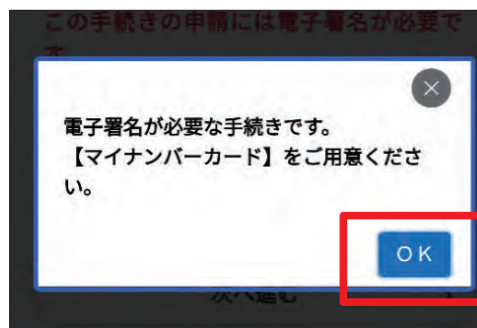 この手続きの申請には電子署名が必要で
す
電子署名が必要な手続きです。
【マイナンバーカード】をご用意くださ
い。
OK
次へ進む